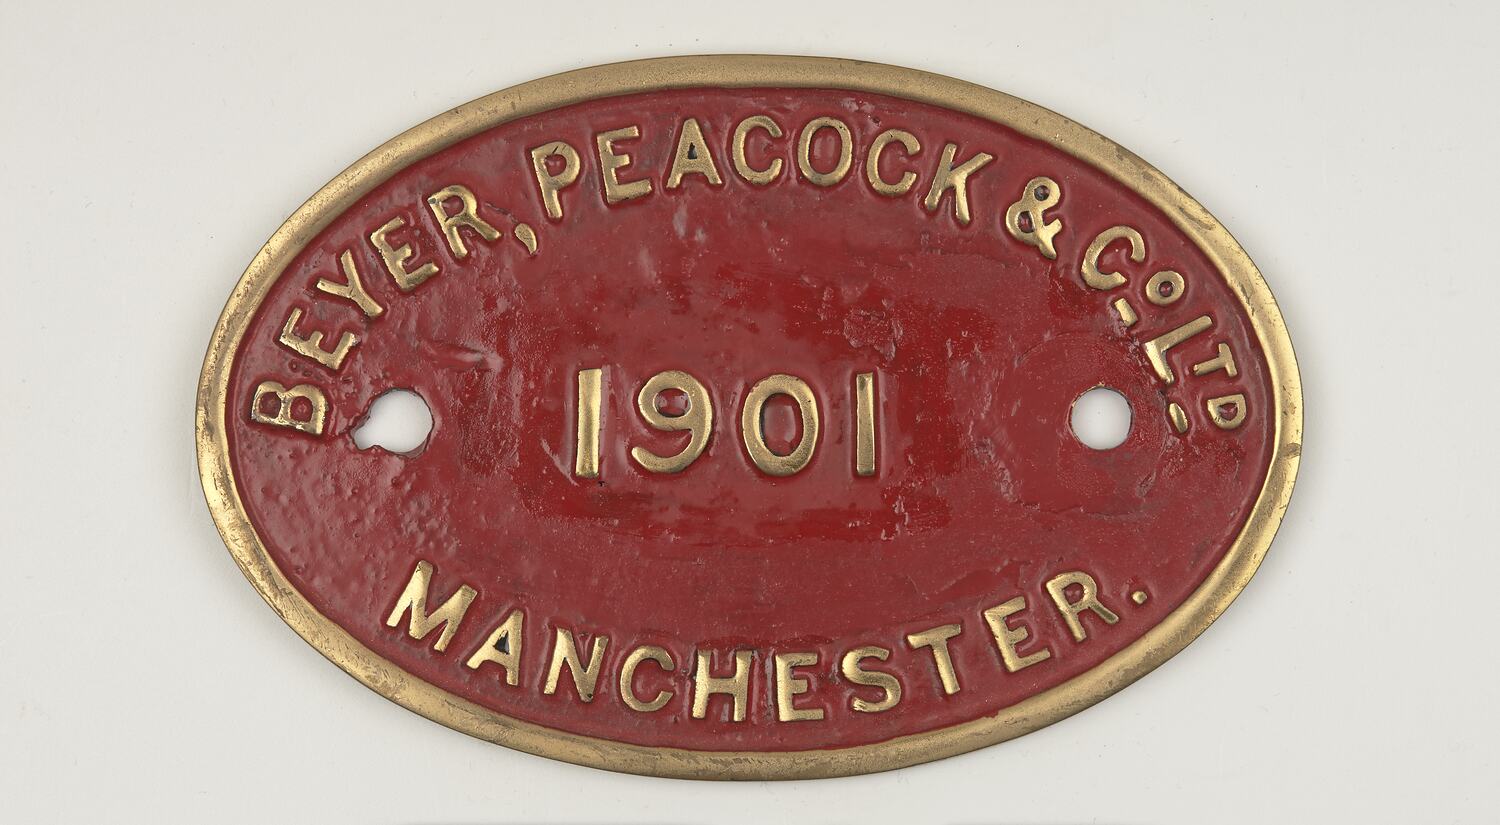 BEYER, PEACOCK & Co. LTD
1901
MANCHESTER.